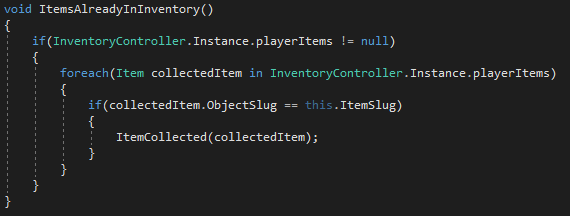 void ItemsAlreadyInInventory()
{
    if(InventoryController.Instance.playerItems != null)
    {
        foreach(Item collectedItem in InventoryController.Instance.playerItems)
        {
            if(collectedItem.ObjectSlug == this.ItemSlug)
            {
                ItemCollected(collectedItem);
            }
        }
    }
}